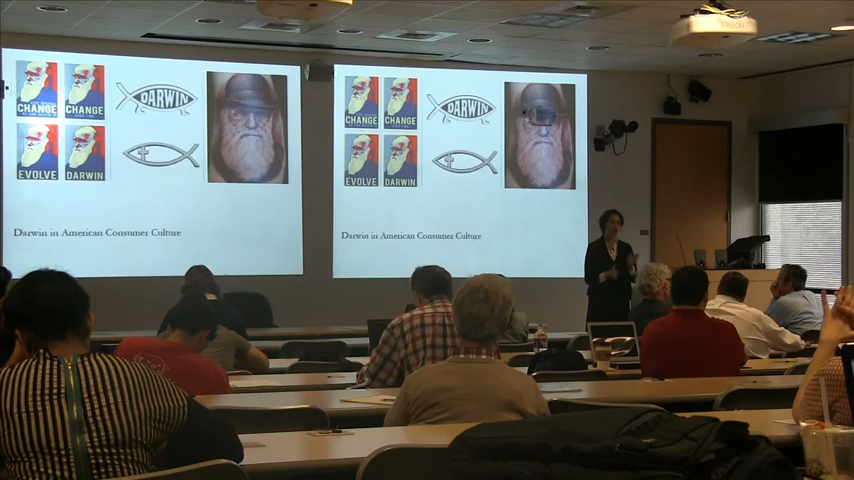 CHANGE
CHANGE
EVOLVE
DARWIN
DARWIN
Darwin in American Consumer Culture
CHANGE
CHANGE
EVOLVE
DARWIN
DARWIN
Darwin in American Consumer Culture
EPSON